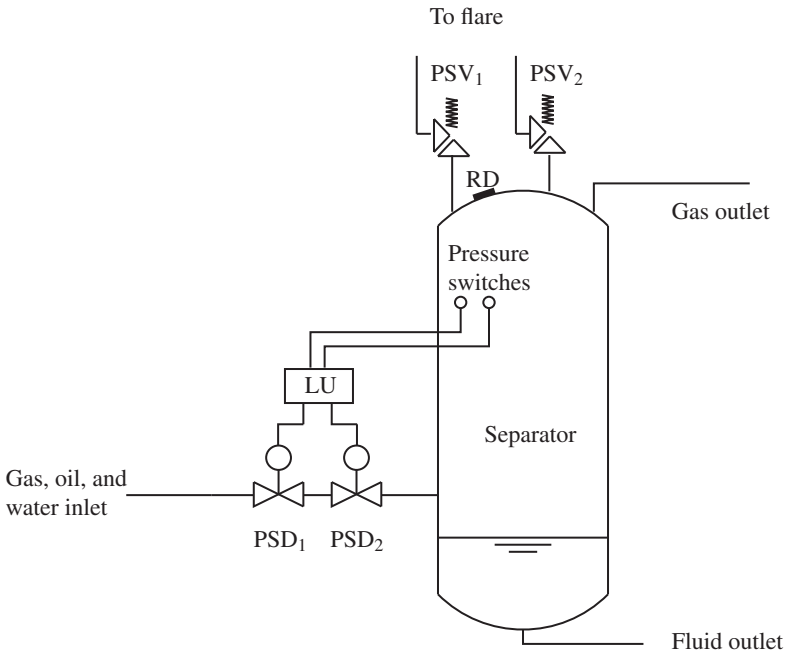 To flare
PSV1
PSV2
RD
Gas outlet
Pressure
switches
LU
Separator
Gas, oil, and
water inlet
PSD1
PSD2
Fluid outlet